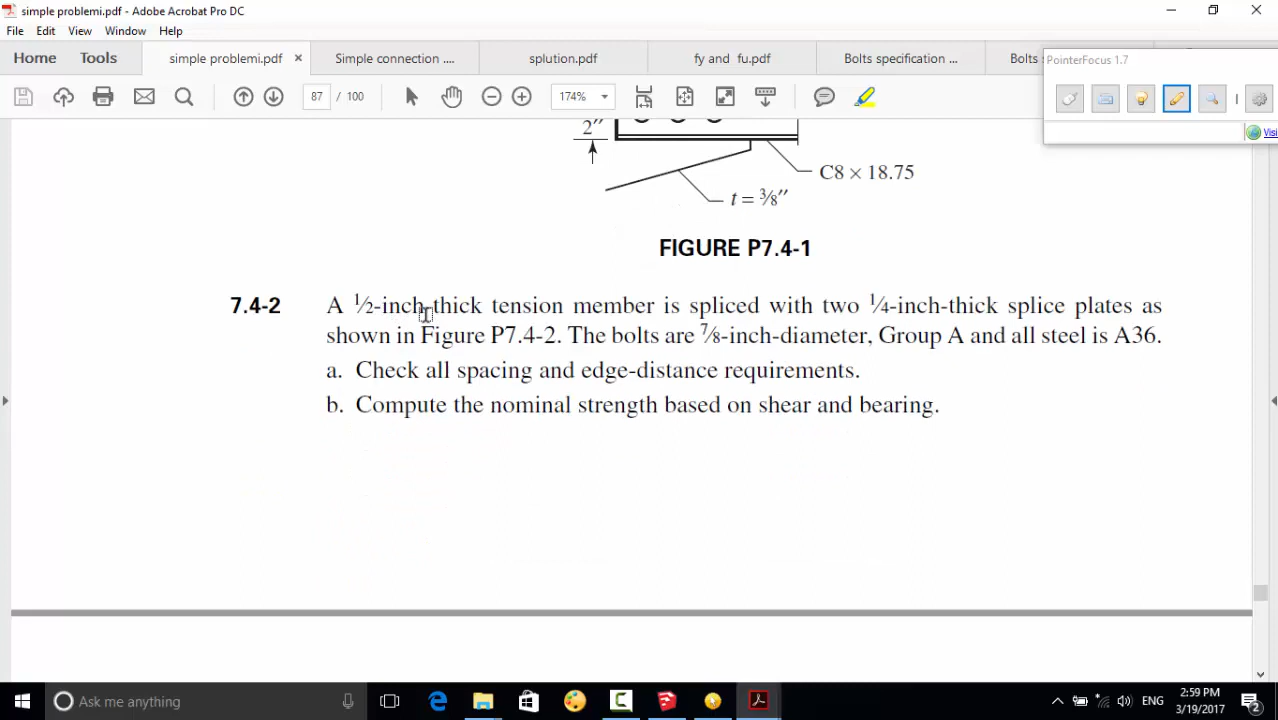 simple problemi.pdf - Adobe Acrobat Pro DC
File Edit View Window Help
Home Tools simple problemi.pdf × Simple connection .... splution.pdf fy and fu.pdf Bolts specification ... Bolts
PointerFocus 1.7
87 / 100 174%
Visi
2″
C8 × 18.75
t = 3/8″
FIGURE P7.4-1
7.4-2 A 1/2-inch-thick tension member is spliced with two 1/4-inch-thick splice plates as
shown in Figure P7.4-2. The bolts are 7/8-inch-diameter, Group A and all steel is A36.
a. Check all spacing and edge-distance requirements.
b. Compute the nominal strength based on shear and bearing.
Ask me anything
ENG
2:59 PM
3/19/2017
2